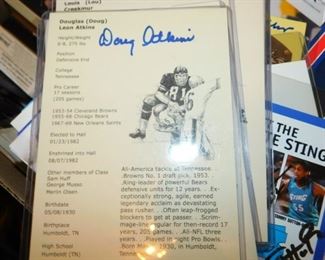 Louis (Lou)
Creekmur
Douglas (Doug)
Leon Atkins
Doug Atkins
Height/Weight
6-8, 275 lbs
Position
Defensive End
College
Tennessee
Pro Career
17 seasons
(205 games)
1953-54 Cleveland Browns
1955-66 Chicago Bears
1967-69 New Orleans Saints
Elected to Hall
01/23/1982
Enshrined into Hall
08/07/1982
Other members of Class
Sam Huff
George Musso
Merlin Olsen
Birthdate
05/08/1930
Birthplace
Humboldt, TN
High School
Humboldt (TN)
81
All-America tackle at Tennessee.
. .Browns No. 1 draft pick, 1953. .
.Ring-leader of powerful Bears
defensive units for 12 years. . .Ex-
ceptionally strong, agile, earned
legendary acclaim as devastating
pass rusher. . .Often leap-frogged
blockers to get at passer. . .Scrim-
mage-line regular for then-record 17
years, 205 games. . .All-NFL three
years. . .Played in eight Pro Bowls. .
.Born May 8, 1930, in Humboldt,
Tennessee.
THE
STING
55